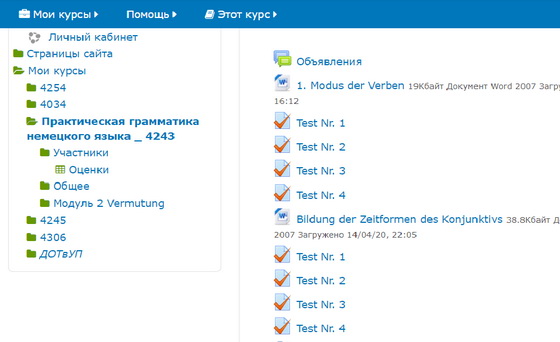 Мои курсы Помощь Этот курс
Личный кабинет
Страницы сайта
Мои курсы
4254
4034
Практическая грамматика
немецкого языка _ 4243
Участники
Оценки
Общее
Модуль 2 Vermutung
4245
4306
ДОТвУП
Объявления
1. Modus der Verben 19Кбайт Документ Word 2007 Загру
16:12
Test Nr. 1
Test Nr. 2
Test Nr. 3
Test Nr. 4
Bildung der Zeitformen des Konjunktivs 38.8Кбайт Д
2007 Загружено 14/04/20, 22:05
Test Nr. 1
Test Nr. 2
Test Nr. 3
Test Nr. 4